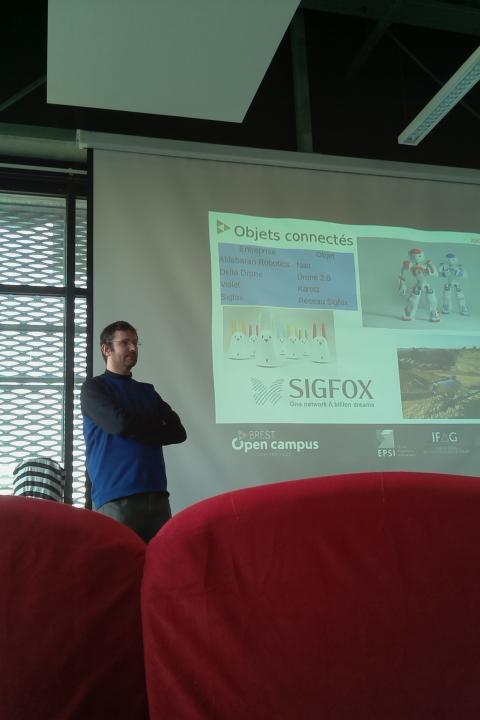 Objets connectés
Entreprise Objet
Aldebaran Robotics Nao
Delta Drone Drone 2.0
Violet Karotz
Sigfox Réseau Sigfox
SIGFOX
One network A billion dreams
BREST
Open campus
EPSI
IFAG